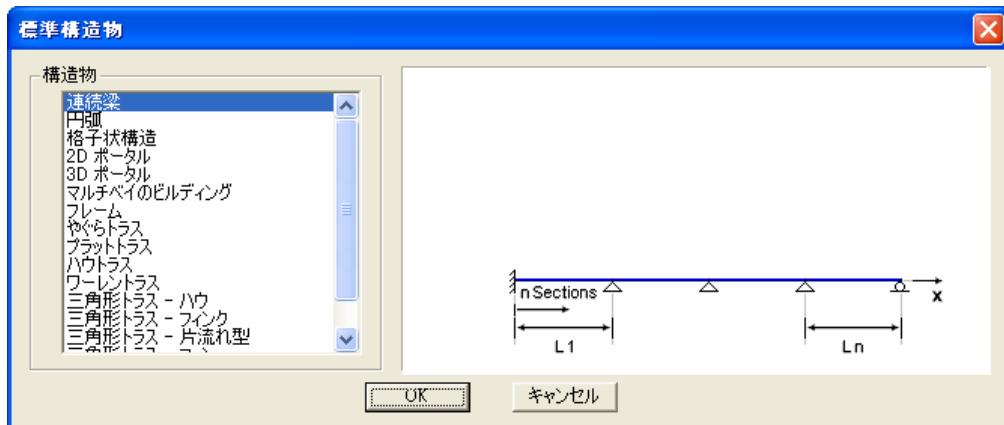 標準構造物
構造物
連続梁
円弧
格子状構造
2D ポータル
3D ポータル
マルチベイのビルディング
フレーム
やぐらトラス
プラットトラス
ハウトラス
ワーレントラス
三角形トラス - ハウ
三角形トラス - フィンク
三角形トラス - 片流れ型
n Sections
x
L1
Ln
OK
キャンセル